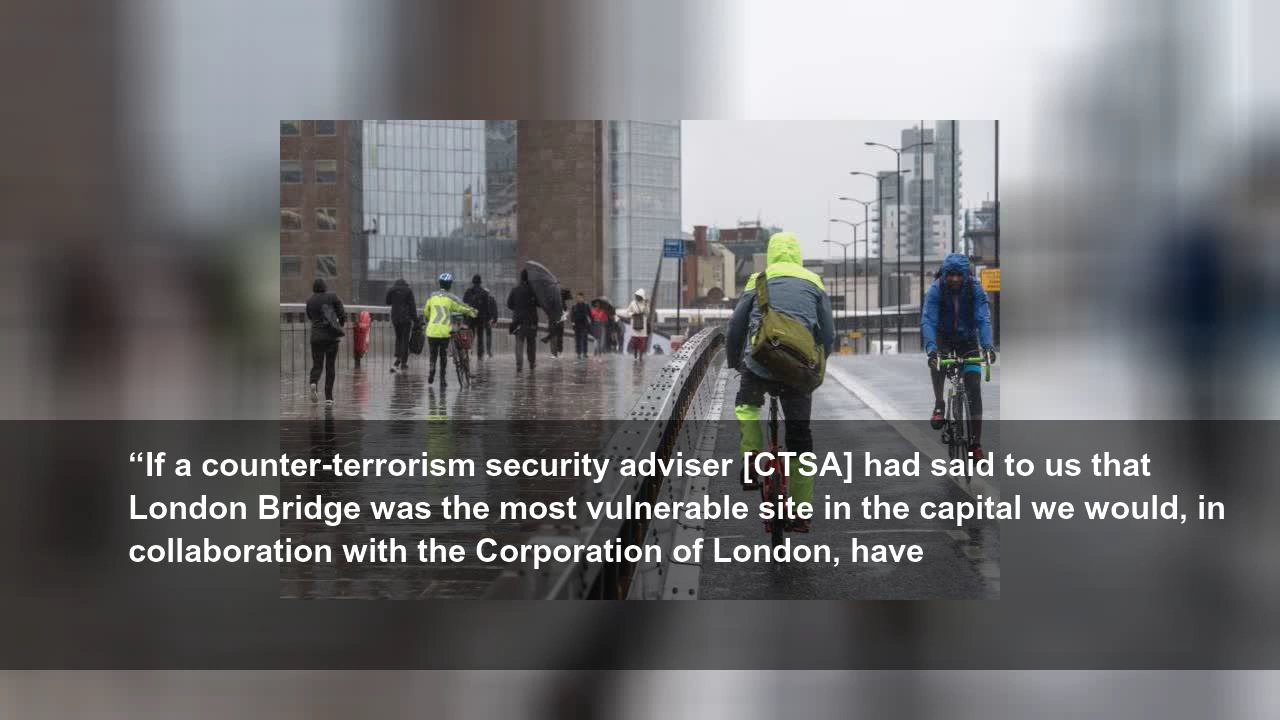 “If a counter-terrorism security adviser [CTSA] had said to us that
London Bridge was the most vulnerable site in the capital we would, in
collaboration with the Corporation of London, have